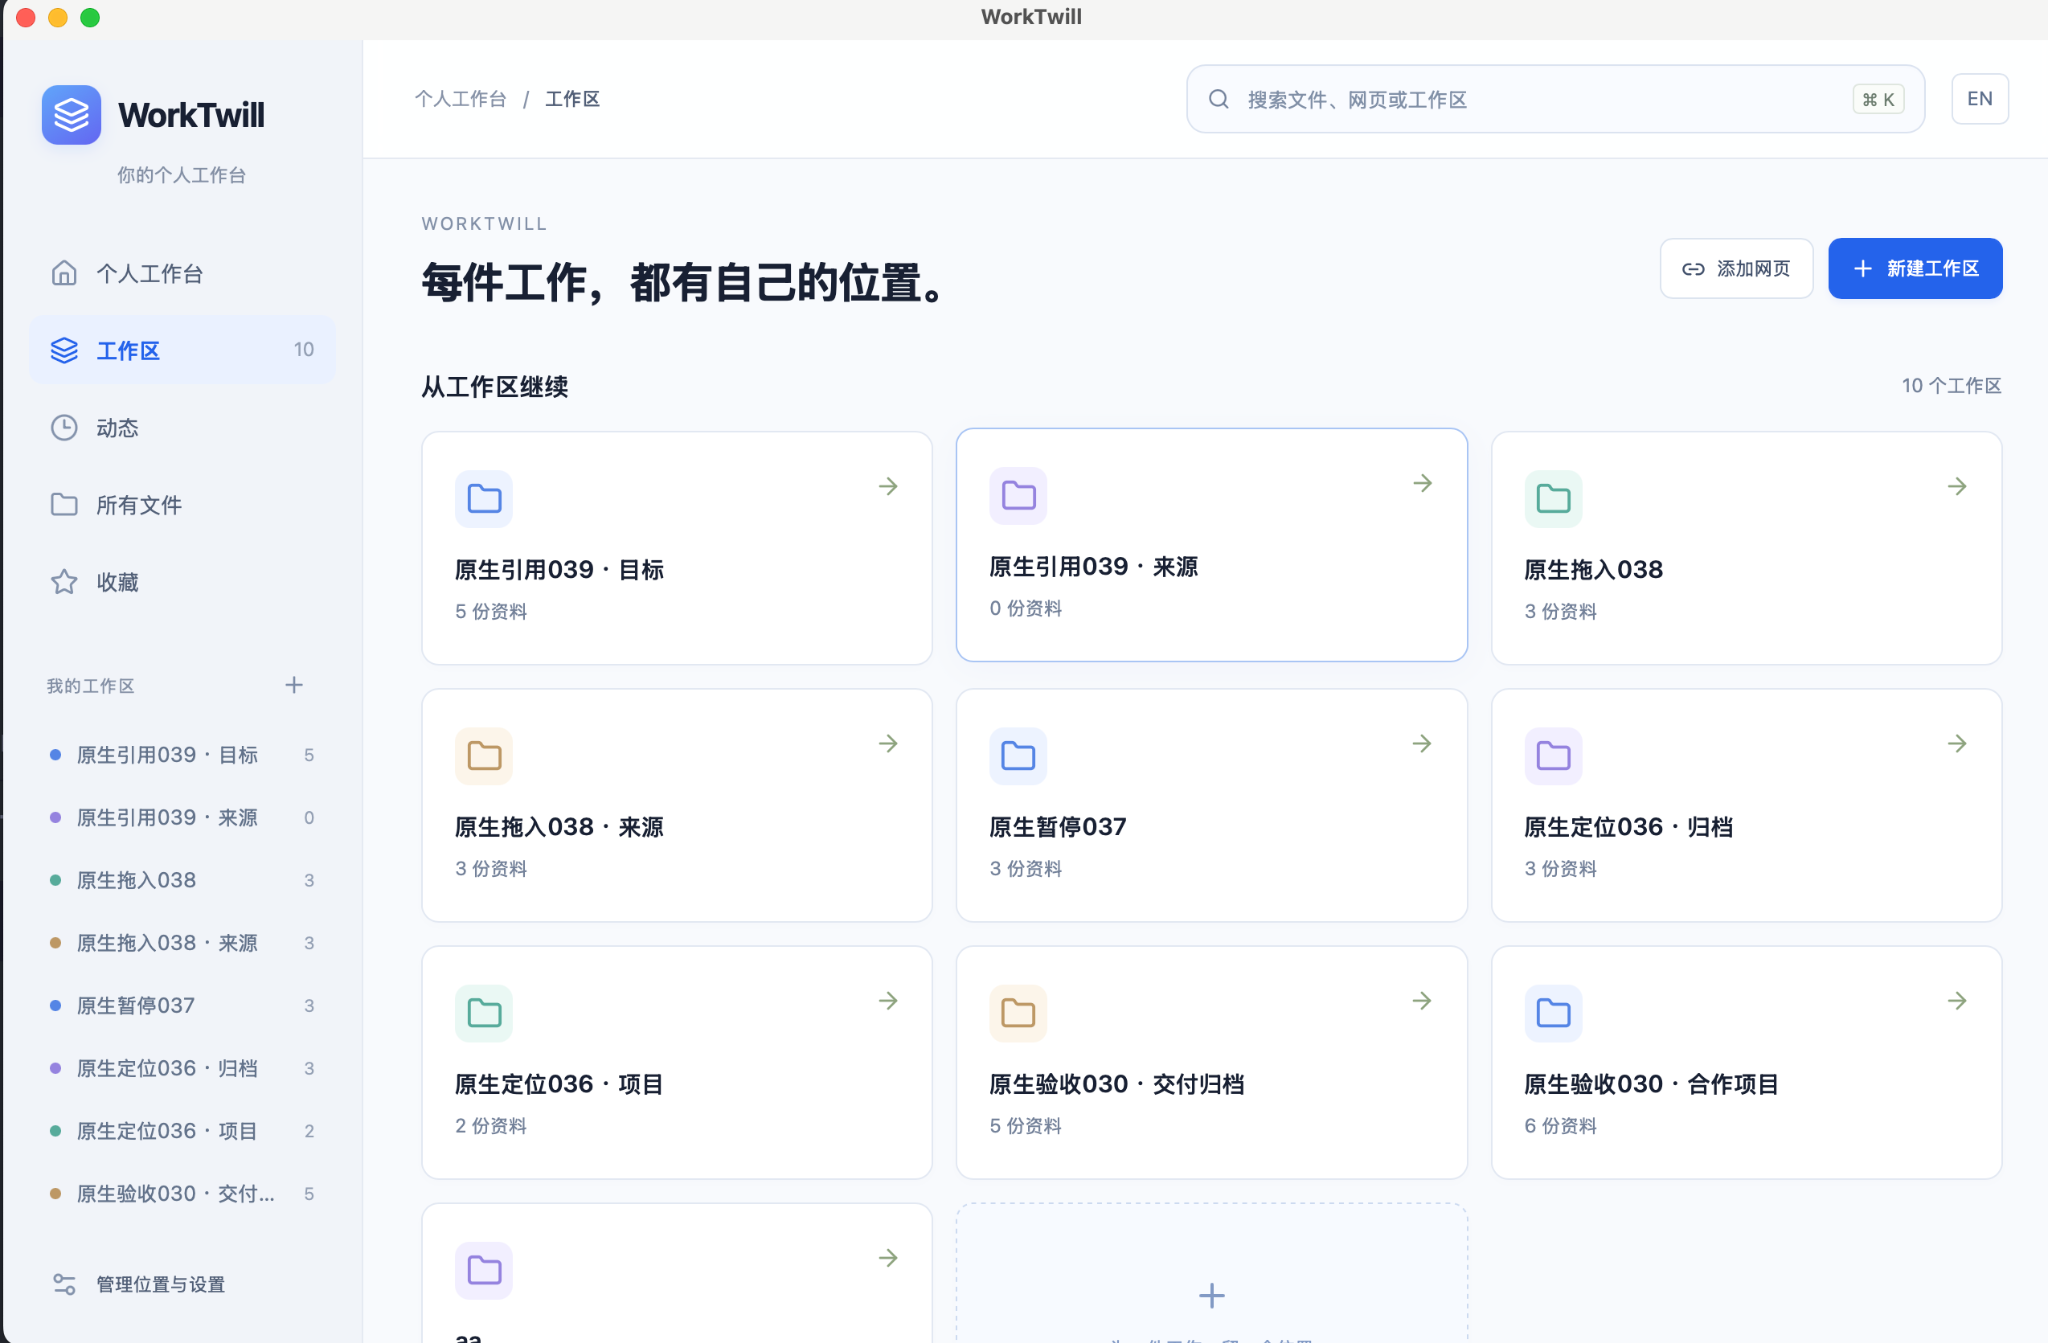 WorkTwill
WorkTwill
你的个人工作台
个人工作台
工作区 10
动态
所有文件
收藏
我的工作区
原生引用039 · 目标 5
原生引用039 · 来源 0
原生拖入038 3
原生拖入038 · 来源 3
原生暂停037 3
原生定位036 · 归档 3
原生定位036 · 项目 2
原生验收030 · 交付... 5
管理位置与设置
个人工作台 / 工作区
搜索文件、网页或工作区 ⌘ K
EN
WORKTWILL
每件工作，都有自己的位置。
添加网页
新建工作区
从工作区继续
10 个工作区
原生引用039 · 目标
5 份资料
原生引用039 · 来源
0 份资料
原生拖入038
3 份资料
原生拖入038 · 来源
3 份资料
原生暂停037
3 份资料
原生定位036 · 归档
3 份资料
原生定位036 · 项目
2 份资料
原生验收030 · 交付归档
5 份资料
原生验收030 · 合作项目
6 份资料